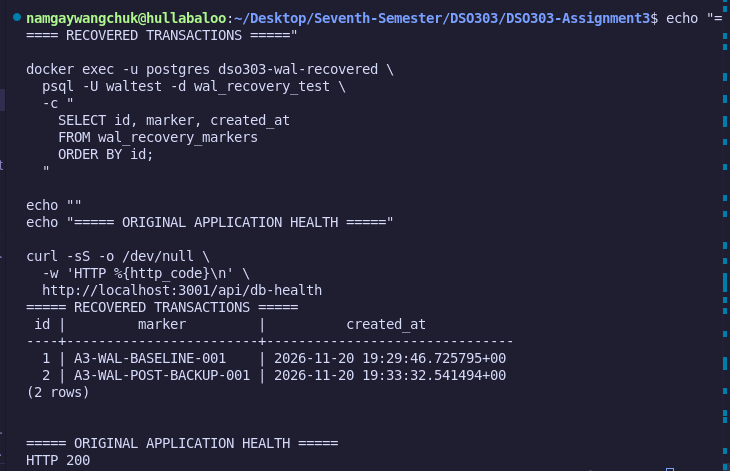 namgaywangchuk@hullabaloo:~/Desktop/Seventh-Semester/DSO303/DSO303-Assignment3$ echo "=
==== RECOVERED TRANSACTIONS ====="
docker exec -u postgres dso303-wal-recovered \
  psql -U waltest -d wal_recovery_test \
  -c "
    SELECT id, marker, created_at
    FROM wal_recovery_markers
    ORDER BY id;
  "
echo ""
echo "===== ORIGINAL APPLICATION HEALTH ====="
curl -sS -o /dev/null \
  -w 'HTTP %{http_code}\n' \
  http://localhost:3001/api/db-health
===== RECOVERED TRANSACTIONS =====
 id |         marker         |          created_at
----+------------------------+-------------------------------
  1 | A3-WAL-BASELINE-001    | 2026-11-20 19:29:46.725795+00
  2 | A3-WAL-POST-BACKUP-001 | 2026-11-20 19:33:32.541494+00
(2 rows)
===== ORIGINAL APPLICATION HEALTH =====
HTTP 200